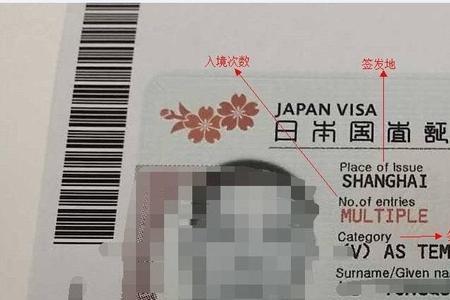 入境次数 签发地
JAPAN VISA
日本国査証
Place of Issue
SHANGHAI
No.of entries
MULTIPLE
Category
(V) AS TEM
Surname/Given na